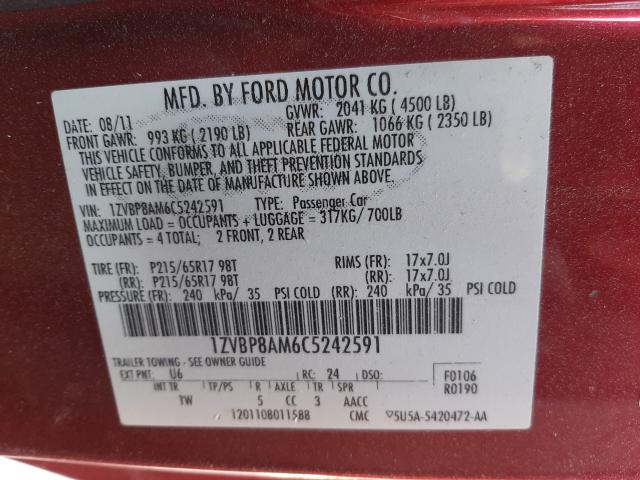 MFD. BY FORD MOTOR CO.
DATE: 08/11 GVWR: 2041 KG ( 4500 LB)
FRONT GAWR: 993 KG ( 2190 LB) REAR GAWR: 1066 KG ( 2350 LB)
THIS VEHICLE CONFORMS TO ALL APPLICABLE FEDERAL MOTOR
VEHICLE SAFETY, BUMPER, AND THEFT PREVENTION STANDARDS
IN EFFECT ON THE DATE OF MANUFACTURE SHOWN ABOVE.
VIN: 1ZVBP8AM6C5242591 TYPE: Passenger Car
MAXIMUM LOAD = OCCUPANTS + LUGGAGE = 317KG/ 700LB
OCCUPANTS = 4 TOTAL; 2 FRONT, 2 REAR
TIRE (FR): P215/65R17 98T RIMS (FR): 17x7.0J
(RR): P215/65R17 98T (RR): 17x7.0J
PRESSURE (FR): 240 kPa/ 35 PSI COLD (RR): 240 kPa/ 35 PSI COLD
1ZVBP8AM6C5242591
TRAILER TOWING - SEE OWNER GUIDE
EXT PNT: U6 RC: 24 DSO: F0106
R0190
INT TR TP/PS R AXLE TR SPR
TW 5 CC 3 AACC
12011080115BB CMC ▽5U5A-5420472-AA